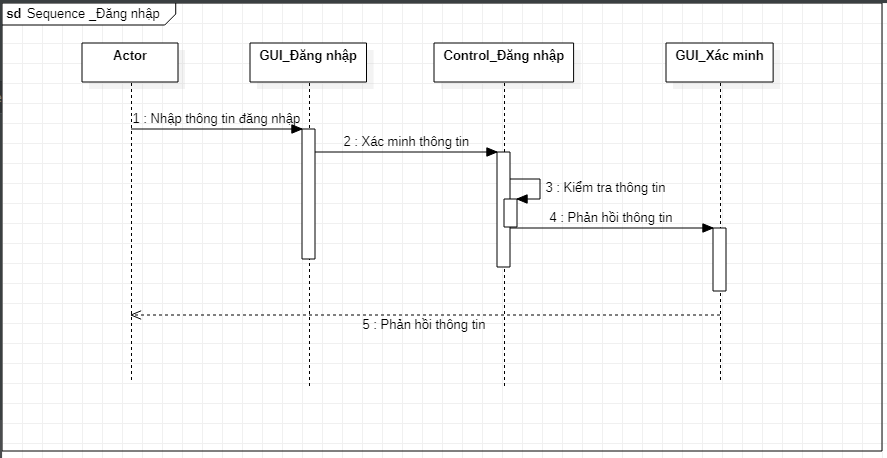 sd Sequence _Đăng nhập
Actor
GUI_Đăng nhập
Control_Đăng nhập
GUI_Xác minh
1 : Nhập thông tin đăng nhập
2 : Xác minh thông tin
3 : Kiểm tra thông tin
4 : Phản hồi thông tin
5 : Phản hồi thông tin